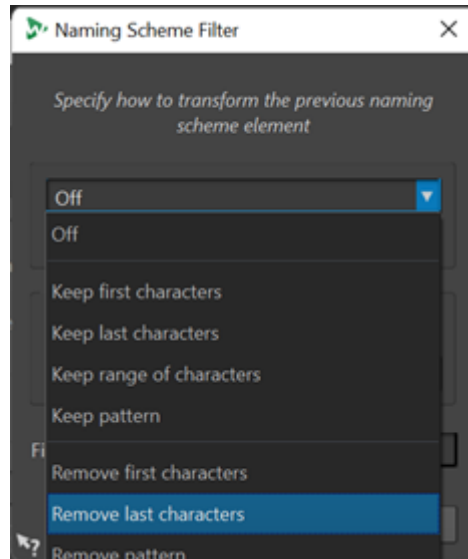 Naming Scheme Filter
Specify how to transform the previous naming
scheme element
Off
Off
Keep first characters
Keep last characters
Keep range of characters
Keep pattern
Fi
Remove first characters
Remove last characters
Remove pattern